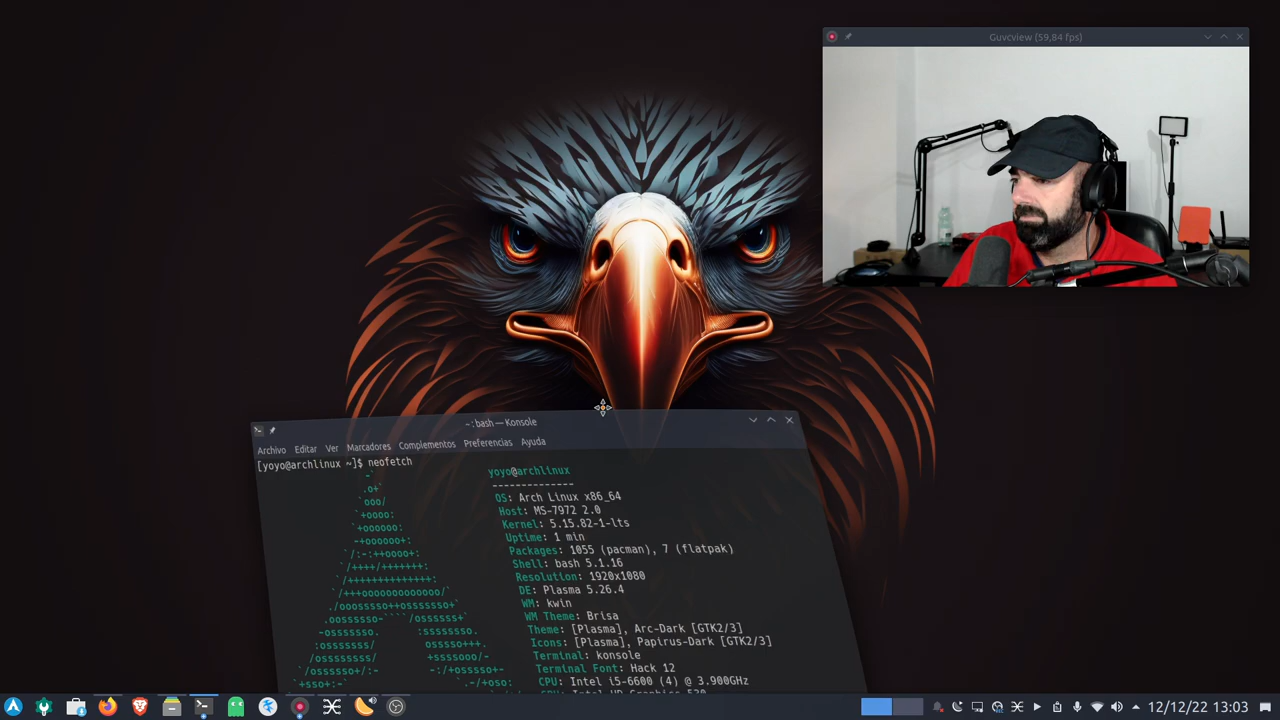 Guvcview (59,84 fps)
~ : bash — Konsole
Archivo Editar Ver Marcadores Complementos Preferencias Ayuda
[yoyo@archlinux ~]$ neofetch
yoyo@archlinux
--------------
OS: Arch Linux x86_64
Host: MS-7972 2.0
Kernel: 5.15.82-1-lts
Uptime: 1 min
Packages: 1055 (pacman), 7 (flatpak)
Shell: bash 5.1.16
Resolution: 1920x1080
DE: Plasma 5.26.4
WM: kwin
WM Theme: Brisa
Theme: [Plasma], Arc-Dark [GTK2/3]
Icons: [Plasma], Papirus-Dark [GTK2/3]
Terminal: konsole
Terminal Font: Hack 12
CPU: Intel i5-6600 (4) @ 3.900GHz
12/12/22 13:03